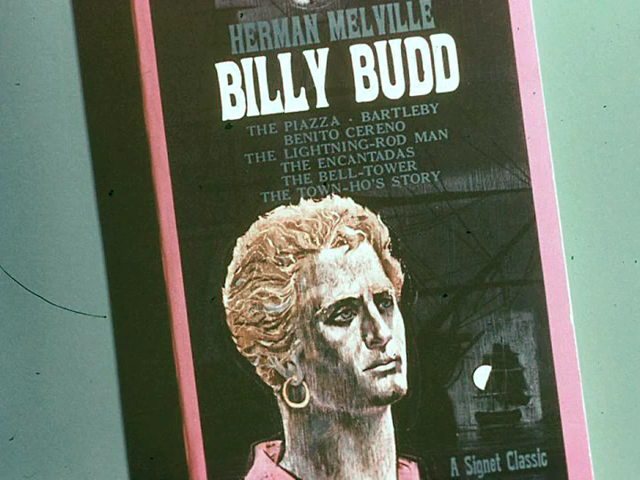 HERMAN MELVILLE
BILLY BUDD
THE PIAZZA · BARTLEBY
BENITO CERENO
THE LIGHTNING-ROD MAN
THE ENCANTADAS
THE BELL-TOWER
THE TOWN-HO'S STORY
A Signet Classic